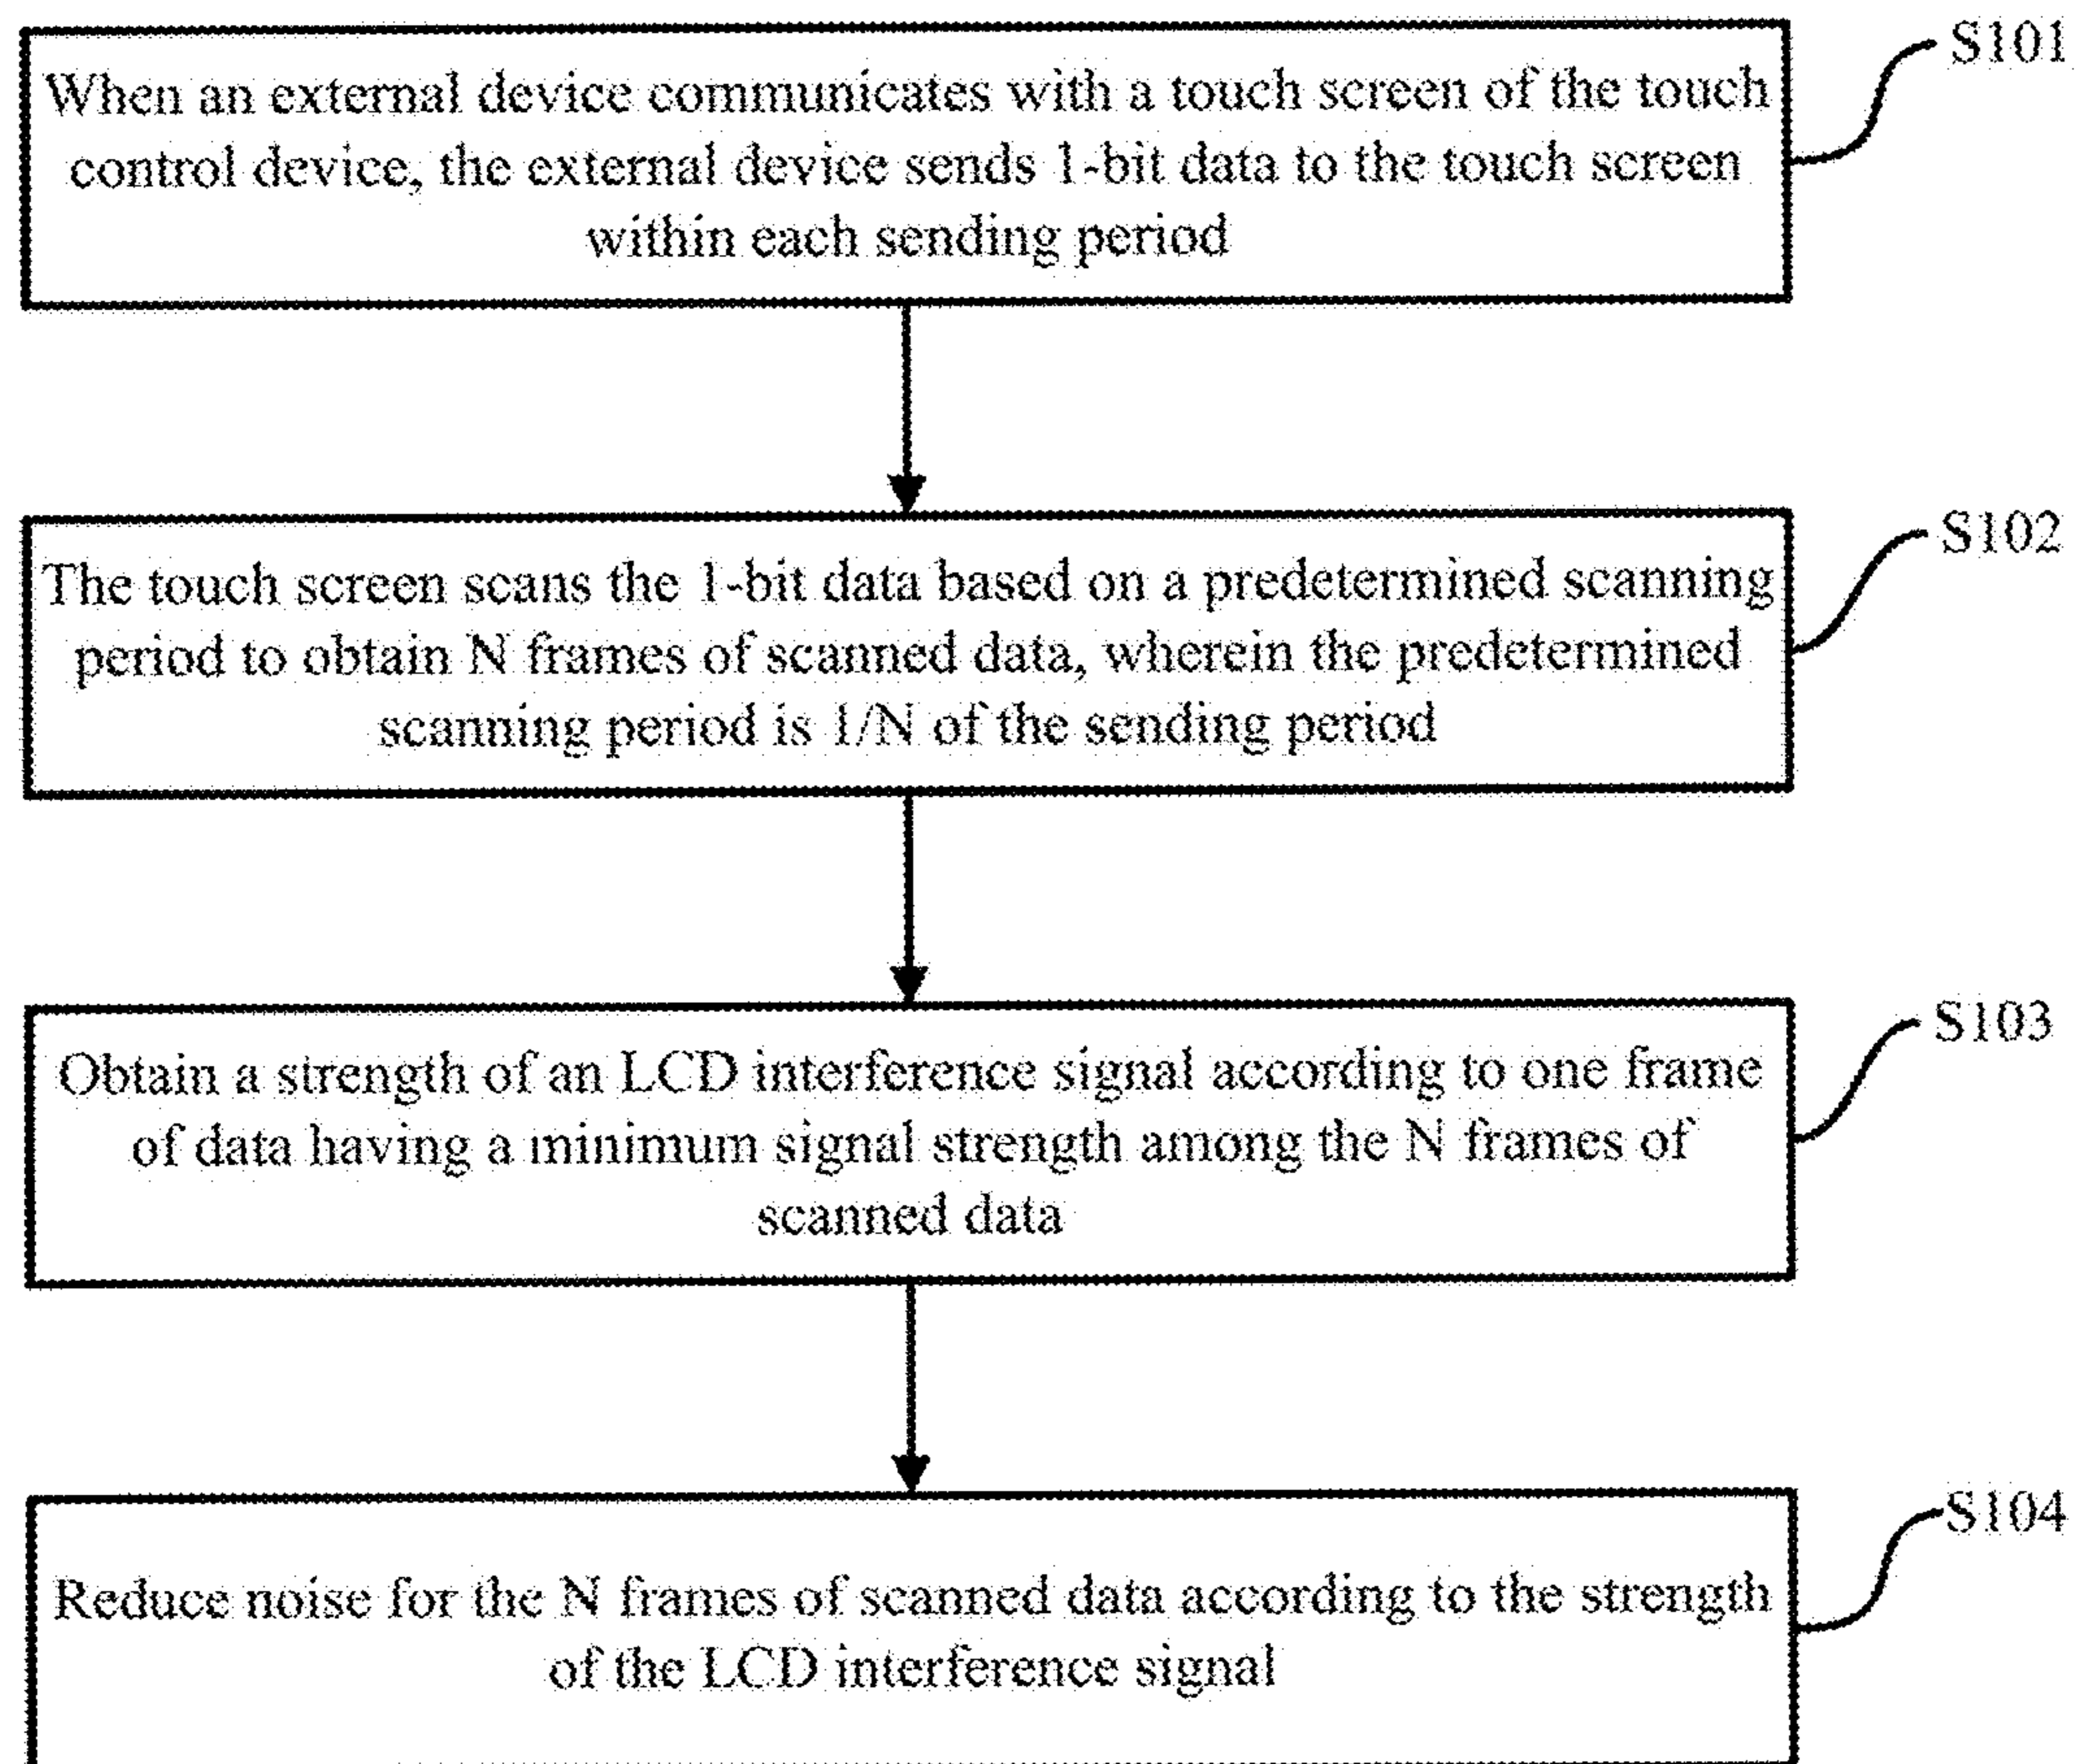 S101
When an external device communicates with a touch screen of the touch
control device, the external device sends 1-bit data to the touch screen
within each sending period
S102
The touch screen scans the 1-bit data based on a predetermined scanning
period to obtain N frames of scanned data, wherein the predetermined
scanning period is 1/N of the sending period
S103
Obtain a strength of an LCD interference signal according to one frame
of data having a minimum signal strength among the N frames of
scanned data
S104
Reduce noise for the N frames of scanned data according to the strength
of the LCD interference signal